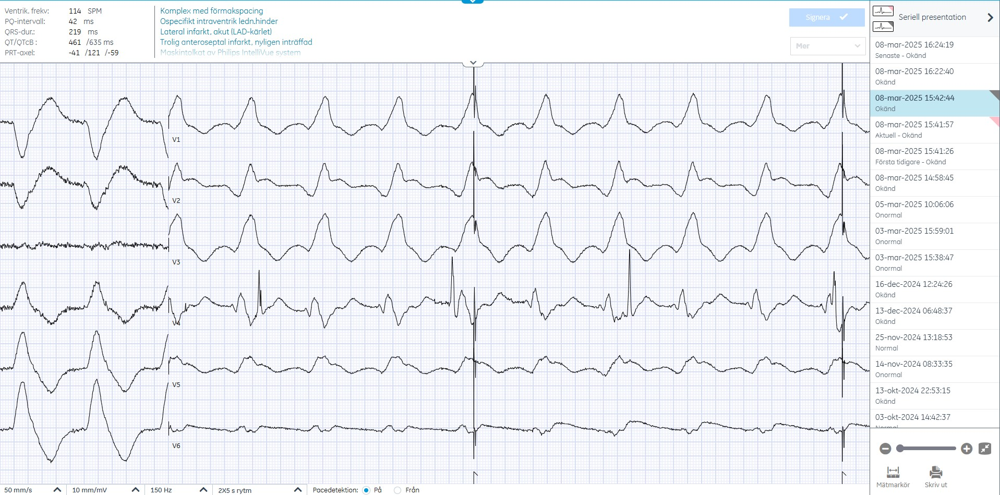 Ventrik. frekv: 114 SPM
PQ-intervall: 42 ms
QRS-dur.: 219 ms
QT/QTcB : 461 /635 ms
PRT-axel: -41 /121 /-59
Komplex med förmakspacing
Ospecifikt intraventrik ledn.hinder
Lateral infarkt, akut (LAD-kärlet)
Trolig anteroseptal infarkt, nyligen inträffad
Maskintolkat av Philips IntelliVue system
Signera
Mer
Seriell presentation
08-mar-2025 16:24:19
Senaste - Okänd
08-mar-2025 16:22:40
Okänd
08-mar-2025 15:42:44
Okänd
08-mar-2025 15:41:57
Aktuell - Okänd
08-mar-2025 15:41:26
Första tidigare - Okänd
08-mar-2025 14:58:45
Okänd
05-mar-2025 10:06:06
Onormal
03-mar-2025 15:59:01
Onormal
03-mar-2025 15:38:47
Onormal
16-dec-2024 12:24:26
Okänd
13-dec-2024 06:48:37
Okänd
25-nov-2024 13:18:53
Normal
14-nov-2024 08:33:35
Onormal
13-okt-2024 22:53:15
Okänd
03-okt-2024 14:42:37
Normal
V1
V2
V3
V4
V5
V6
50 mm/s
10 mm/mV
150 Hz
2X5 s rytm
Pacedetektion: På Från
Mätmarkör
Skriv ut